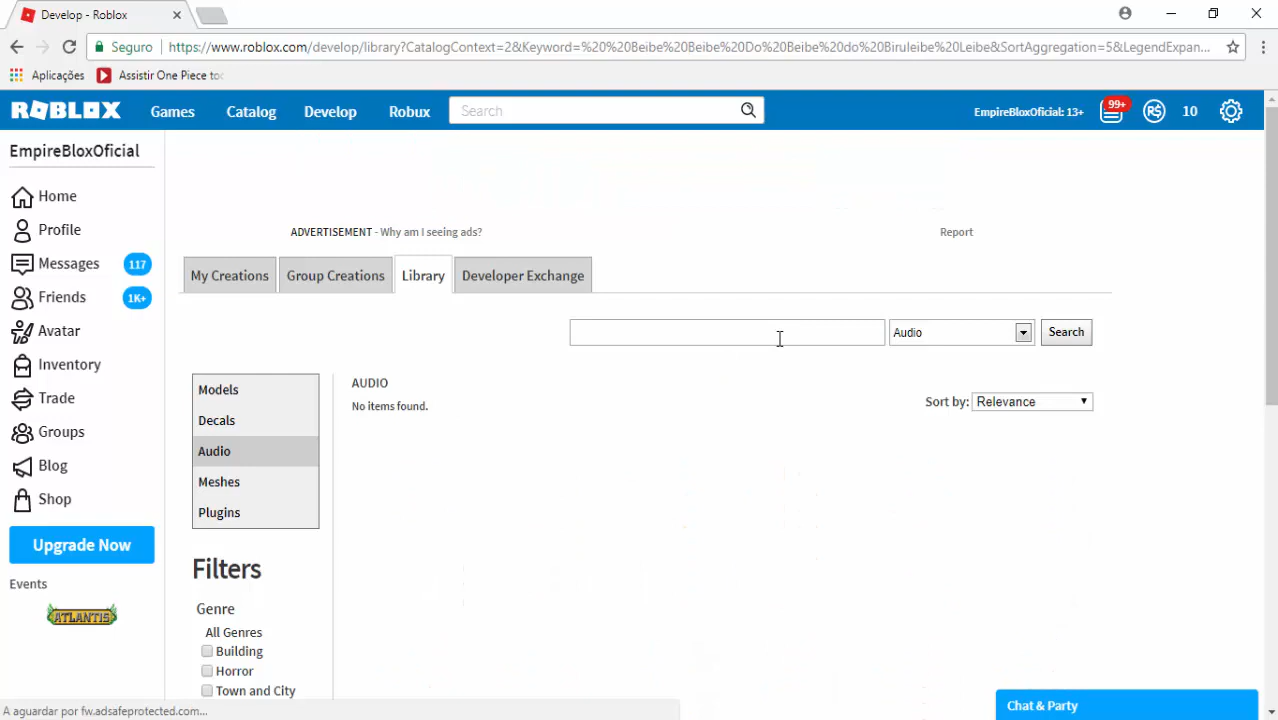 Develop - Roblox
Seguro
https://www.roblox.com/develop/library?CatalogContext=2&Keyword=%20%20Beibe%20Beibe%20Do%20Beibe%20do%20Biruleibe%20Leibe&SortAggregation=5&LegendExpan...
Aplicações
Assistir One Piece to
ROBLOX
Games
Catalog
Develop
Robux
Search
EmpireBloxOficial: 13+
99+
R$
10
EmpireBloxOficial
Home
Profile
Messages
117
Friends
1K+
Avatar
Inventory
Trade
Groups
Blog
Shop
Upgrade Now
Events
ATLANTIS
ADVERTISEMENT - Why am I seeing ads?
Report
My Creations
Group Creations
Library
Developer Exchange
Audio
Search
Models
Decals
Audio
Meshes
Plugins
AUDIO
No items found.
Sort by:
Relevance
Filters
Genre
All Genres
Building
Horror
Town and City
A aguardar por fw.adsafeprotected.com...
Chat & Party